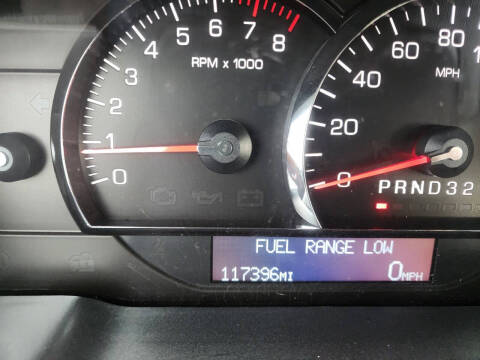 0 1 2 3 4 5 6 7 8
RPM x 1000
0 20 40 60 80
MPH
PRND32
FUEL RANGE LOW
117396MI 0MPH